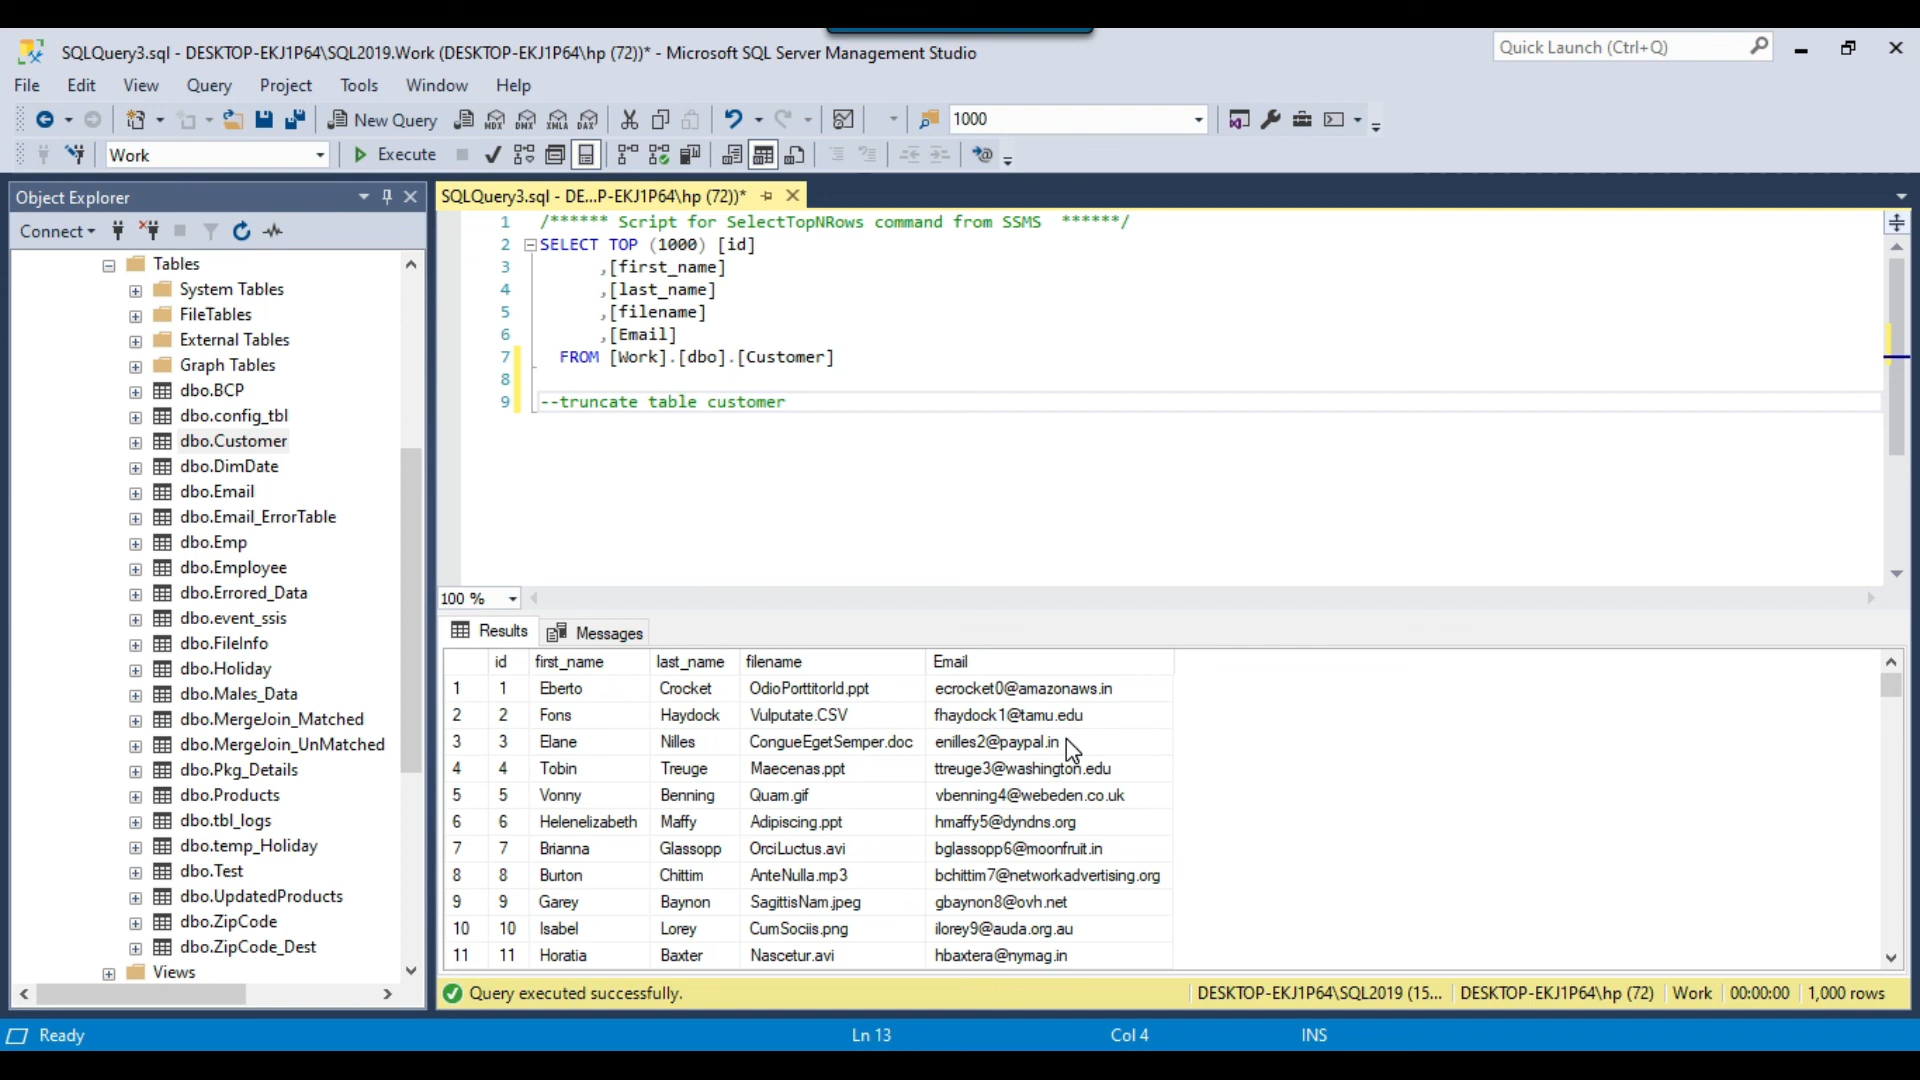 SQLQuery3.sql - DESKTOP-EKJ1P64\SQL2019.Work (DESKTOP-EKJ1P64\hp (72))* - Microsoft SQL Server Management Studio
Quick Launch (Ctrl+Q)
File Edit View Query Project Tools Window Help
New Query MDX DMX XMLA DAX 1000
Work Execute
Object Explorer
Connect
Tables
System Tables
FileTables
External Tables
Graph Tables
dbo.BCP
dbo.config_tbl
dbo.Customer
dbo.DimDate
dbo.Email
dbo.Email_ErrorTable
dbo.Emp
dbo.Employee
dbo.Errored_Data
dbo.event_ssis
dbo.FileInfo
dbo.Holiday
dbo.Males_Data
dbo.MergeJoin_Matched
dbo.MergeJoin_UnMatched
dbo.Pkg_Details
dbo.Products
dbo.tbl_logs
dbo.temp_Holiday
dbo.Test
dbo.UpdatedProducts
dbo.ZipCode
dbo.ZipCode_Dest
Views
SQLQuery3.sql - DE...P-EKJ1P64\hp (72))*
1 /****** Script for SelectTopNRows command from SSMS ******/
2 SELECT TOP (1000) [id]
3 ,[first_name]
4 ,[last_name]
5 ,[filename]
6 ,[Email]
7 FROM [Work].[dbo].[Customer]
8
9 --truncate table customer
100 %
Results Messages
id first_name last_name filename Email
1 1 Eberto Crocket OdioPorttitorId.ppt ecrocket0@amazonaws.in
2 2 Fons Haydock Vulputate.CSV fhaydock1@tamu.edu
3 3 Elane Nilles CongueEgetSemper.doc enilles2@paypal.in
4 4 Tobin Treuge Maecenas.ppt ttreuge3@washington.edu
5 5 Vonny Benning Quam.gif vbenning4@webeden.co.uk
6 6 Helenelizabeth Maffy Adipiscing.ppt hmaffy5@dyndns.org
7 7 Brianna Glassopp OrciLuctus.avi bglassopp6@moonfruit.in
8 8 Burton Chittim AnteNulla.mp3 bchittim7@networkadvertising.org
9 9 Garey Baynon SagittisNam.jpeg gbaynon8@ovh.net
10 10 Isabel Lorey CumSociis.png ilorey9@auda.org.au
11 11 Horatia Baxter Nascetur.avi hbaxtera@nymag.in
Query executed successfully. DESKTOP-EKJ1P64\SQL2019 (15... DESKTOP-EKJ1P64\hp (72) Work 00:00:00 1,000 rows
Ready Ln 13 Col 4 INS